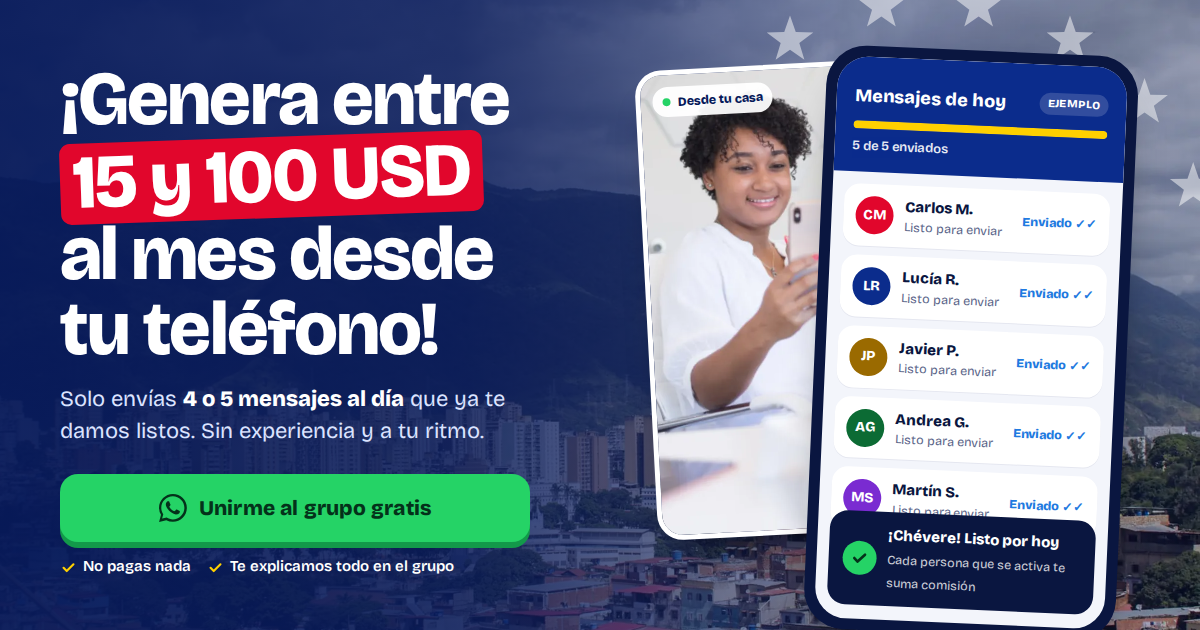 ¡Genera entre
15 y 100 USD
al mes desde
tu teléfono!
Solo envías 4 o 5 mensajes al día que ya te
damos listos. Sin experiencia y a tu ritmo.
Unirme al grupo gratis
✓ No pagas nada ✓ Te explicamos todo en el grupo
Desde tu casa
Mensajes de hoy EJEMPLO
5 de 5 enviados
CM Carlos M. Enviado ✓✓
Listo para enviar
LR Lucía R. Enviado ✓✓
Listo para enviar
JP Javier P. Enviado ✓✓
Listo para enviar
AG Andrea G. Enviado ✓✓
Listo para enviar
MS Martín S. Enviado ✓✓
Listo para enviar
¡Chévere! Listo por hoy
Cada persona que se activa te
suma comisión